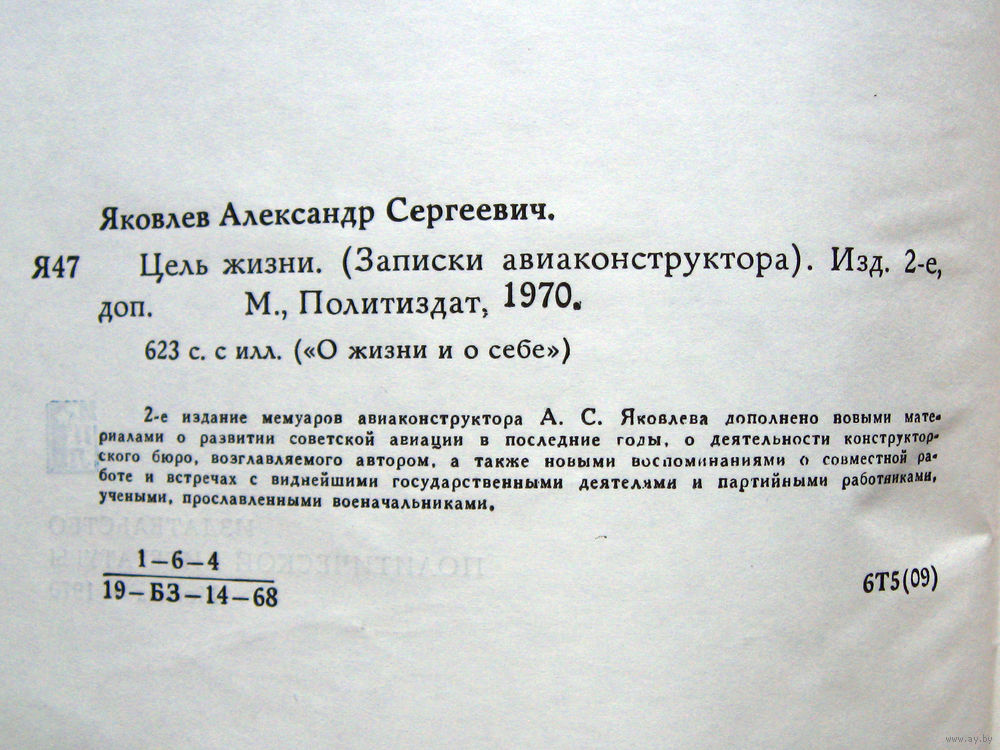 Яковлев Александр Сергеевич.
Я47 Цель жизни. (Записки авиаконструктора). Изд. 2-е,
доп. М., Политиздат, 1970.
623 с. с илл. («О жизни и о себе»)
2-е издание мемуаров авиаконструктора А. С. Яковлева дополнено новыми мате-
риалами о развитии советской авиации в последние годы, о деятельности конструктор-
ского бюро, возглавляемого автором, а также новыми воспоминаниями о совместной ра-
боте и встречах с виднейшими государственными деятелями и партийными работниками,
учеными, прославленными военачальниками.
ИЗДАТЕЛЬСТВО
ПОЛИТИЧЕСКОЙ
1-6-4
19-БЗ-14-68
6Т5(09)
www.ay.by